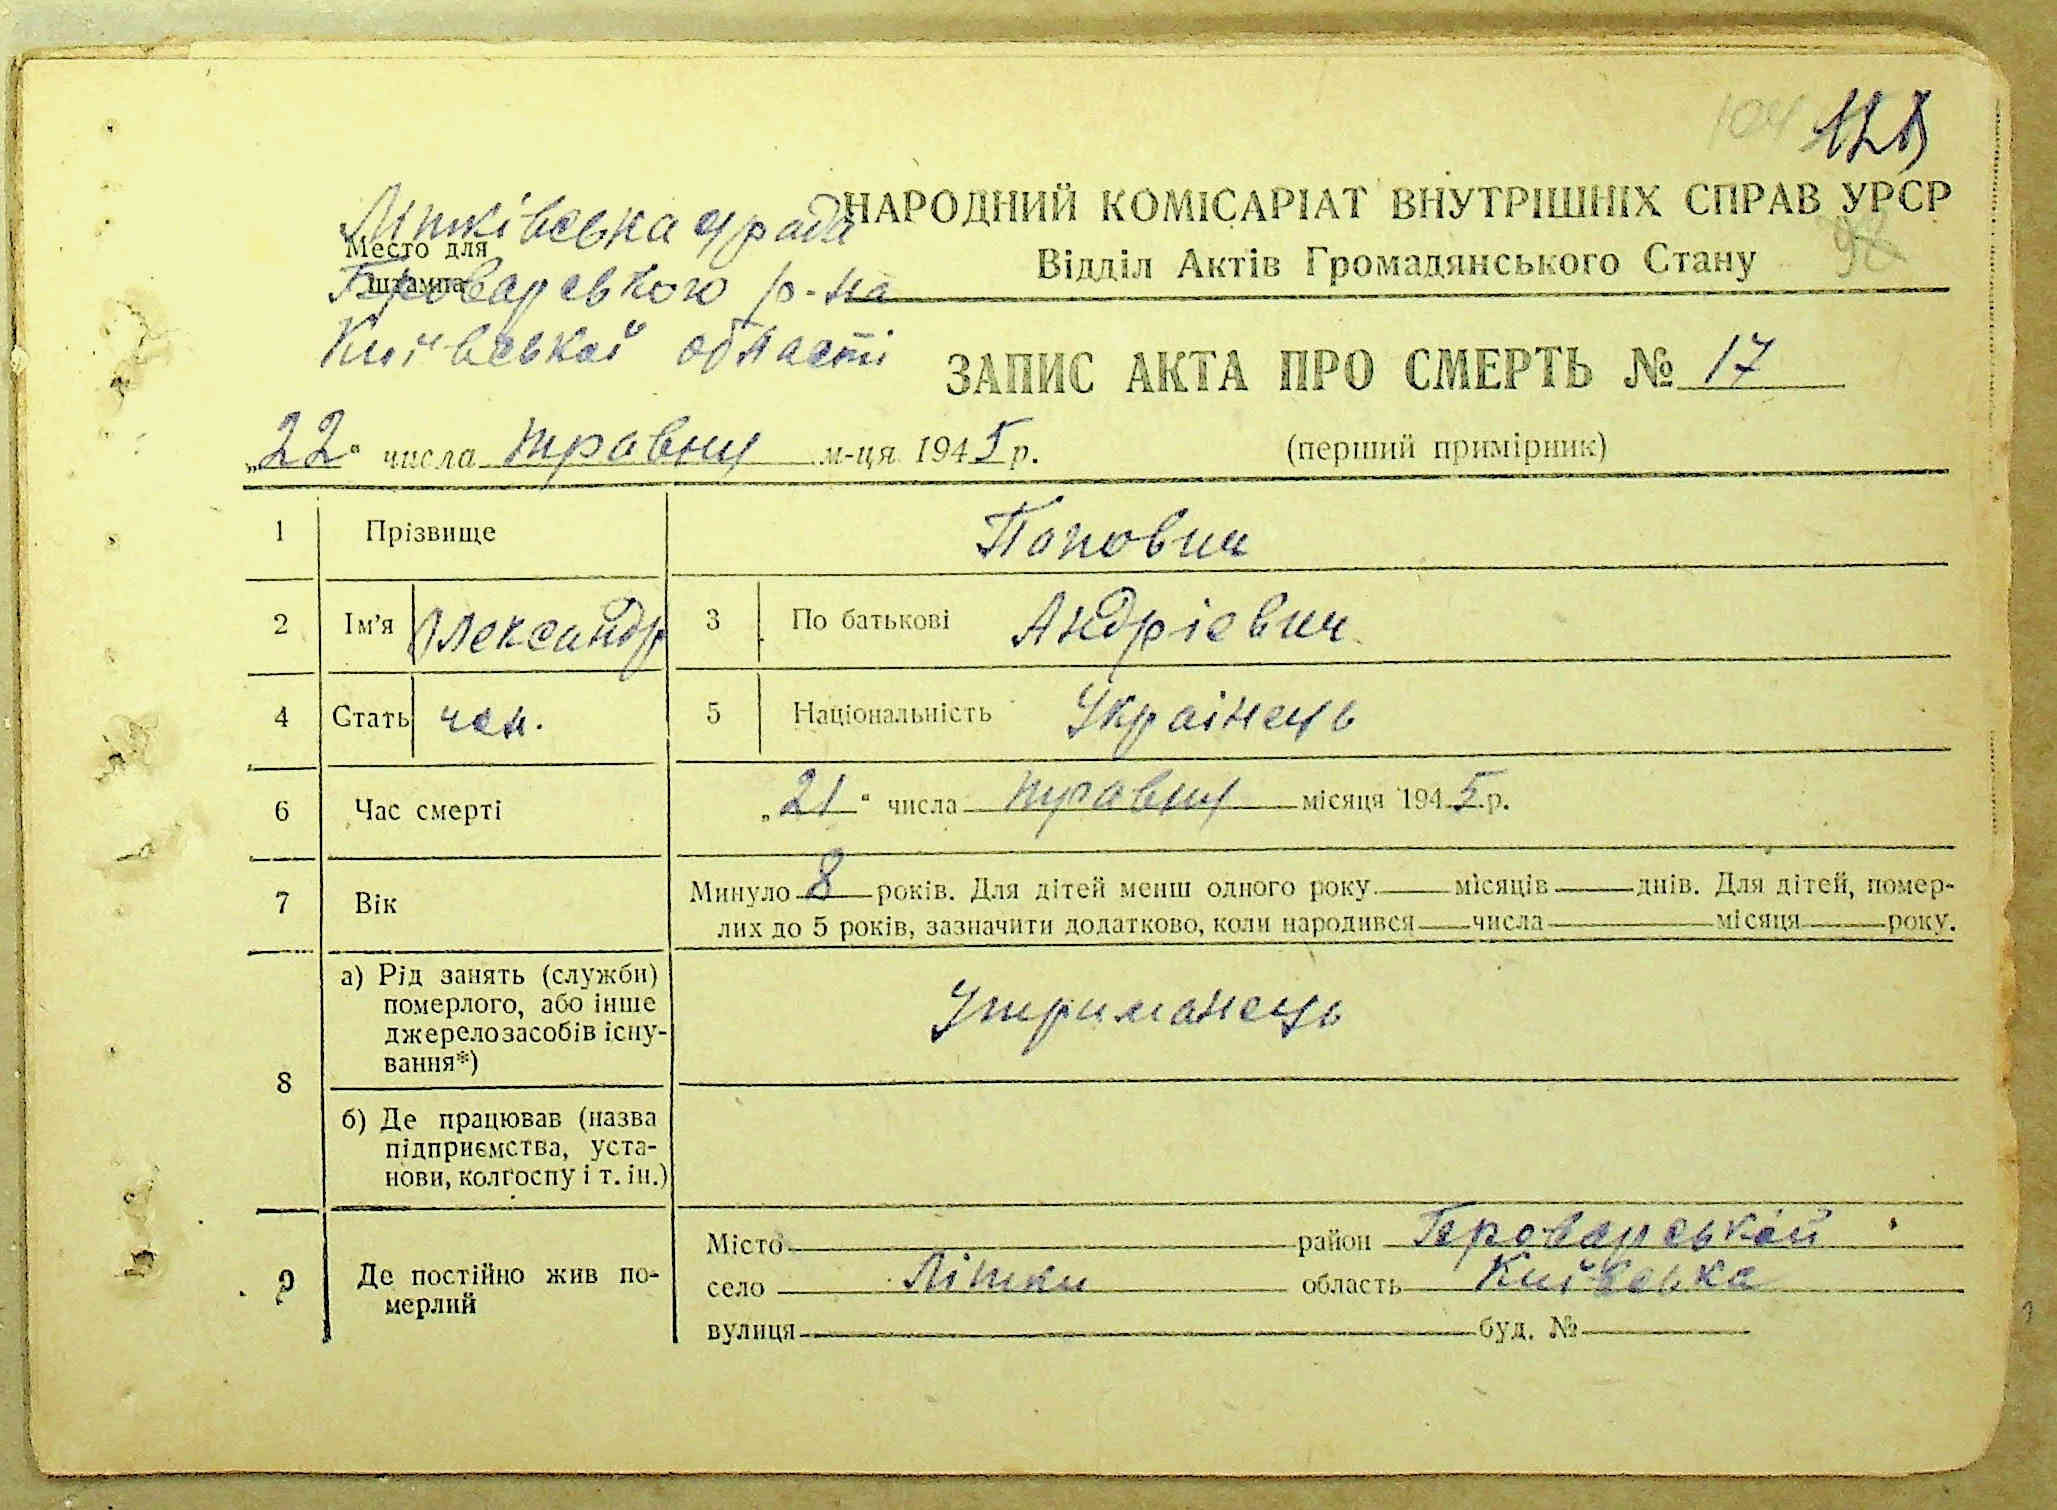 104
НАРОДНИЙ КОМІСАРІАТ ВНУТРІШНІХ СПРАВ УРСР
Літківська с/рада
Место для
штампа
Броварського р-на
Київської області
98
Відділ Актів Громадянського Стану
ЗАПИС АКТА ПРО СМЕРТЬ № 17
„22" числа травня м-ця 1945 р.
(перший примірник)
1 Прізвище Попович
2 Ім'я Олександр 3 По батькові Андрієвич
4 Стать чол. 5 Національність Українець
6 Час смерті „21" числа травня місяця 1945 р.
7 Вік Минуло 8 років. Для дітей менш одного року місяців днів. Для дітей, помер-
лих до 5 років, зазначити додатково, коли народився числа місяця року.
8 а) Рід занять (служби)
померлого, або інше
джерело засобів існу-
вання*)
Утриманець
б) Де працював (назва
підприємства, уста-
нови, колгоспу і т. ін.)
9 Де постійно жив по-
мерлий
Місто район Броварський
село Літки область Київська
вулиця буд. №